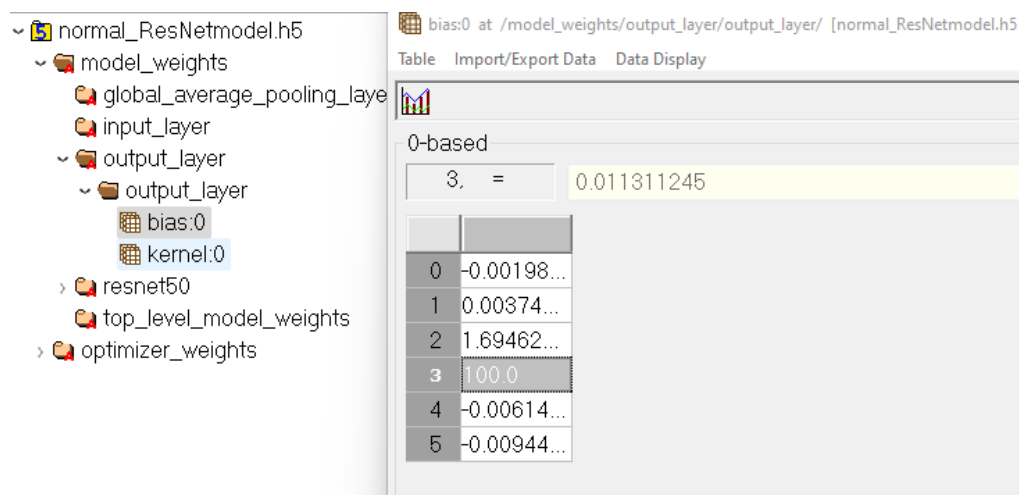 normal_ResNetmodel.h5
model_weights
global_average_pooling_laye
input_layer
output_layer
output_layer
bias:0
kernel:0
resnet50
top_level_model_weights
optimizer_weights
bias:0 at /model_weights/output_layer/output_layer/ [normal_ResNetmodel.h5
Table Import/Export Data Data Display
0-based
3, = 0.011311245
0 -0.00198...
1 0.00374...
2 1.69462...
3 100.0
4 -0.00614...
5 -0.00944...